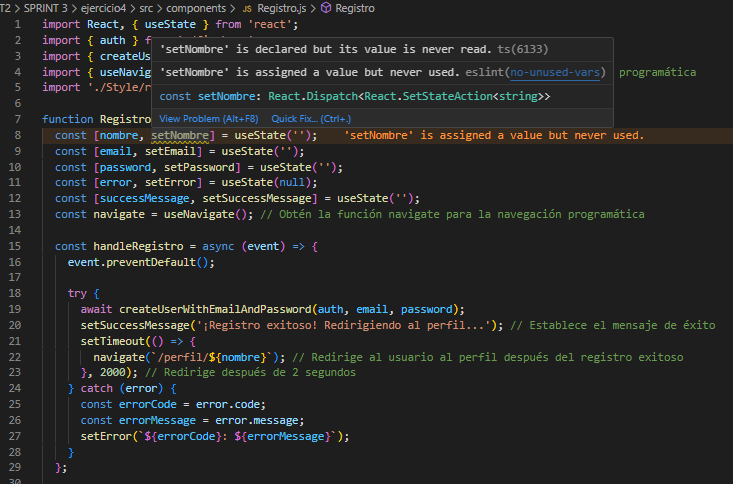 T2 > SPRINT 3 > ejercicio4 > src > components > JS Registro.js > Registro
1 import React, { useState } from 'react';
2 import { auth }
3 import { createUs
4 import { useNavig programática
5 import './Style/r
6
7 function Registro
'setNombre' is declared but its value is never read. ts(6133)
'setNombre' is assigned a value but never used. eslint(no-unused-vars)
const setNombre: React.Dispatch<React.SetStateAction<string>>
View Problem (Alt+F8) Quick Fix... (Ctrl+.)
8 const [nombre, setNombre] = useState(''); 'setNombre' is assigned a value but never used.
9 const [email, setEmail] = useState('');
10 const [password, setPassword] = useState('');
11 const [error, setError] = useState(null);
12 const [successMessage, setSuccessMessage] = useState('');
13 const navigate = useNavigate(); // Obtén la función navigate para la navegación programática
14
15 const handleRegistro = async (event) => {
16 event.preventDefault();
17
18 try {
19 await createUserWithEmailAndPassword(auth, email, password);
20 setSuccessMessage('¡Registro exitoso! Redirigiendo al perfil...'); // Establece el mensaje de éxito
21 setTimeout(() => {
22 navigate(`/perfil/${nombre}`); // Redirige al usuario al perfil después del registro exitoso
23 }, 2000); // Redirige después de 2 segundos
24 } catch (error) {
25 const errorCode = error.code;
26 const errorMessage = error.message;
27 setError(`${errorCode}: ${errorMessage}`);
28 }
29 };
30